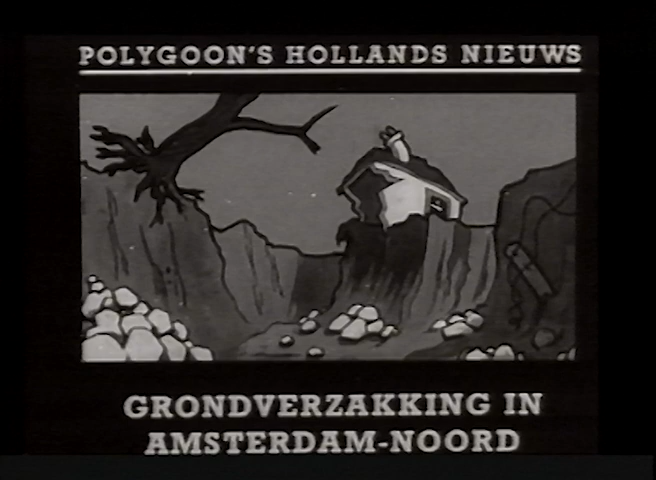 POLYGOON'S HOLLANDS NIEUWS
GRONDVERZAKKING IN
AMSTERDAM-NOORD